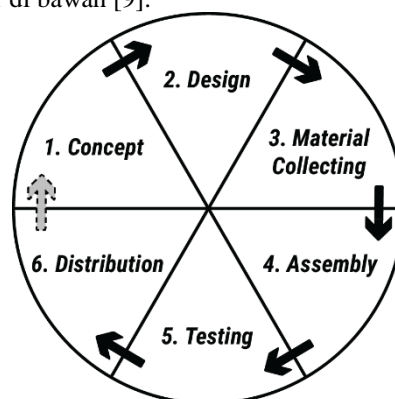 di bawah [9].
2. Design
1. Concept
3. Material
Collecting
6. Distribution
4. Assembly
5. Testing